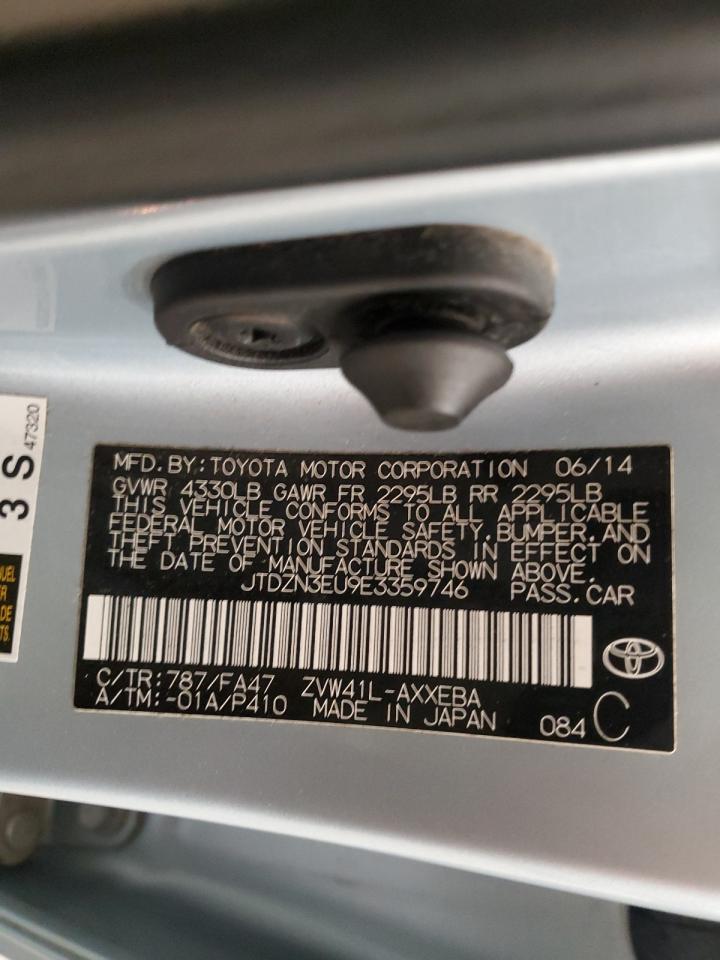 MFD. BY: TOYOTA MOTOR CORPORATION 06/14
GVWR 4330LB GAWR FR 2295LB RR 2295LB
THIS VEHICLE CONFORMS TO ALL APPLICABLE
FEDERAL MOTOR VEHICLE SAFETY, BUMPER, AND
THEFT PREVENTION STANDARDS IN EFFECT ON
THE DATE OF MANUFACTURE SHOWN ABOVE.
JTDZN3EU9E3359746 PASS. CAR
C/TR: 787/FA47 ZVW41L-AXXEBA
A/TM: -01A/P410 MADE IN JAPAN 084 C
3 S
47320